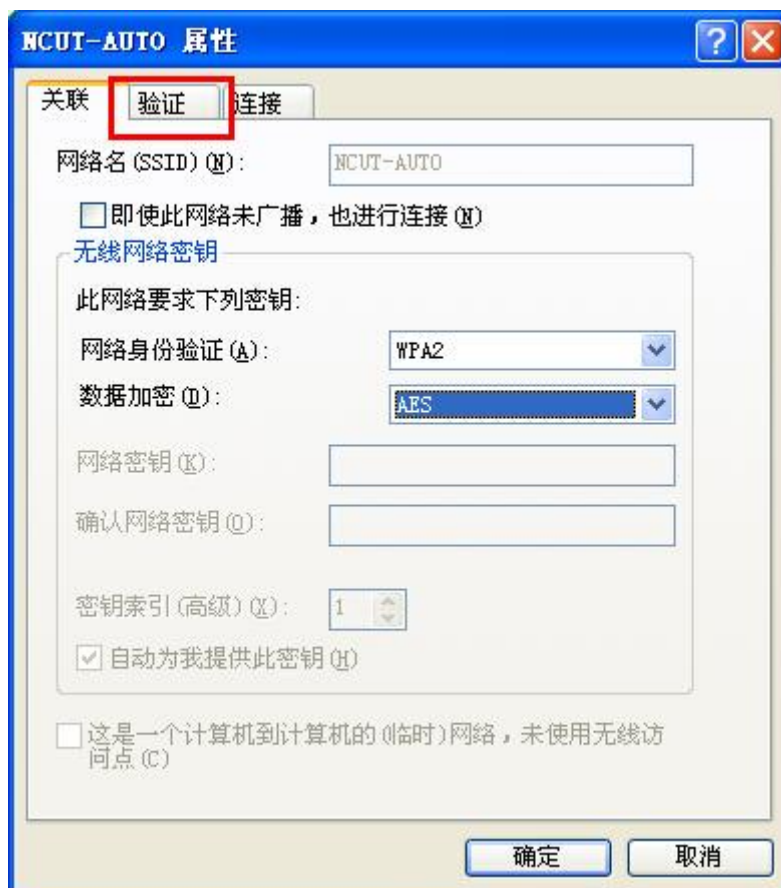 NCUT-AUTO 属性
关联 验证 连接
网络名(SSID)(N): NCUT-AUTO
即使此网络未广播，也进行连接(N)
无线网络密钥
此网络要求下列密钥:
网络身份验证(A): WPA2
数据加密(D): AES
网络密钥(K):
确认网络密钥(O):
密钥索引(高级)(X): 1
自动为我提供此密钥(H)
这是一个计算机到计算机的(临时)网络，未使用无线访
问点(C)
确定 取消